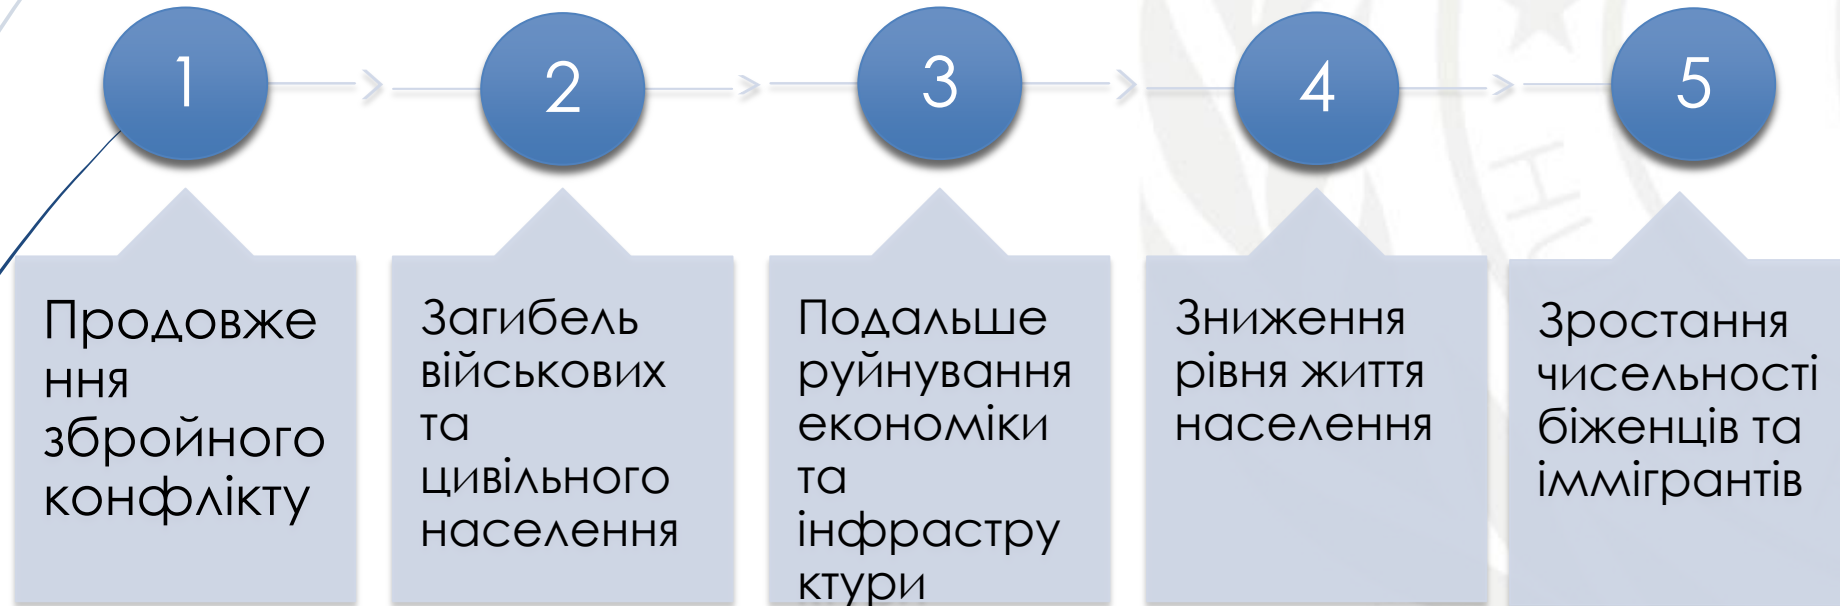 1
2
3
4
5
Продовже
ння
збройного
конфлікту
Загибель
військових
та
цивільного
населення
Подальше
руйнування
економіки
та
інфрастру
ктури
Зниження
рівня життя
населення
Зростання
чисельності
біженців та
іммігрантів